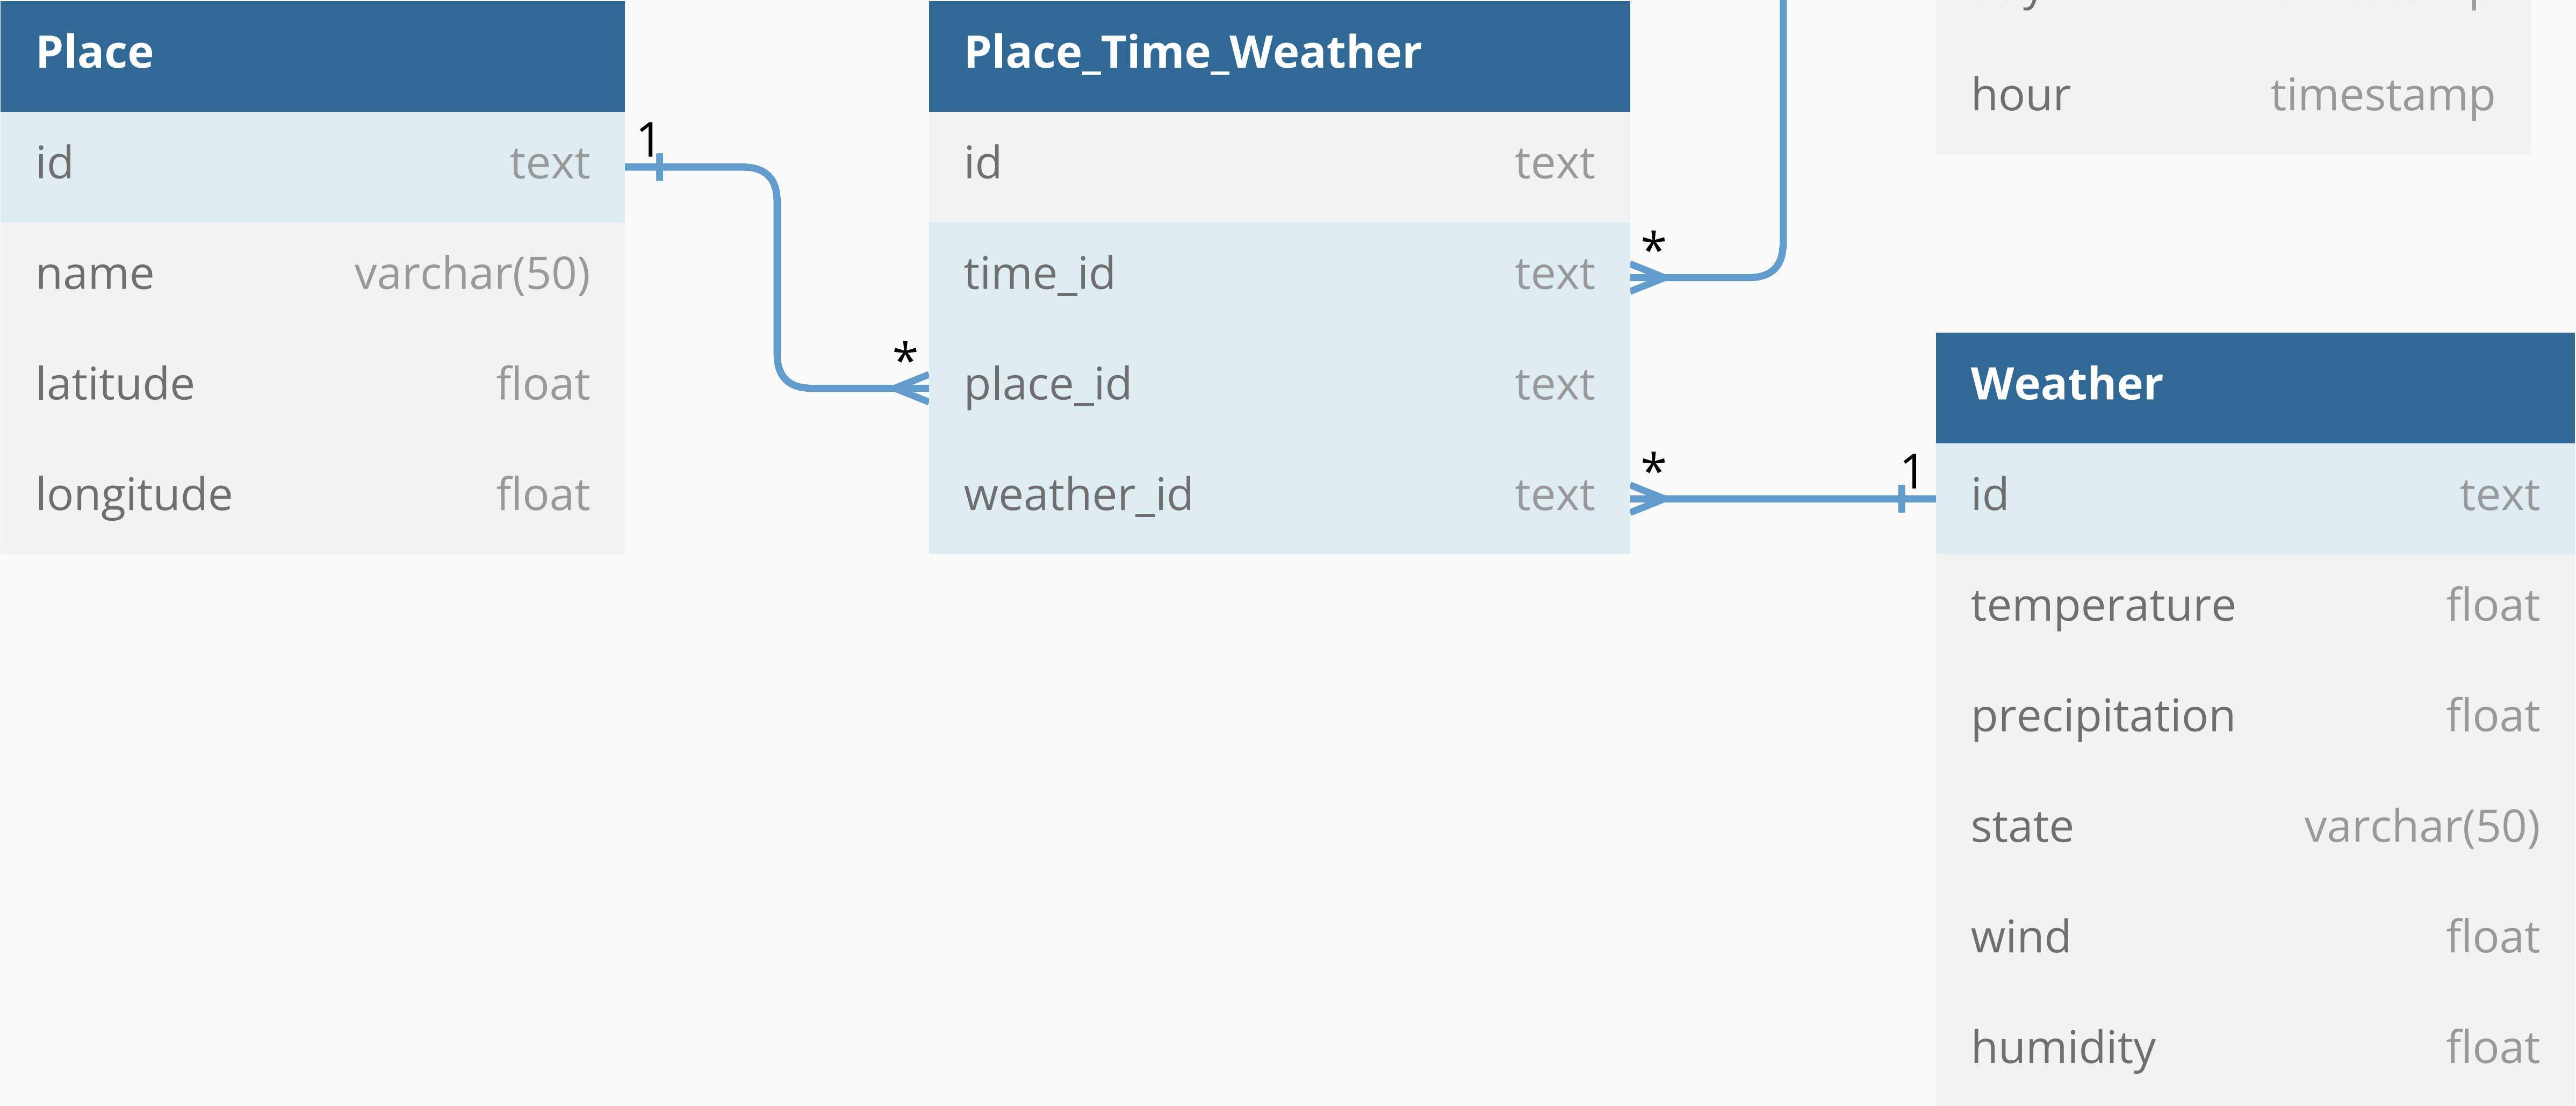 Place
id text
name varchar(50)
latitude float
longitude float
1
*
Place_Time_Weather
id text
time_id text
place_id text
weather_id text
*
*
1
hour timestamp
Weather
id text
temperature float
precipitation float
state varchar(50)
wind float
humidity float